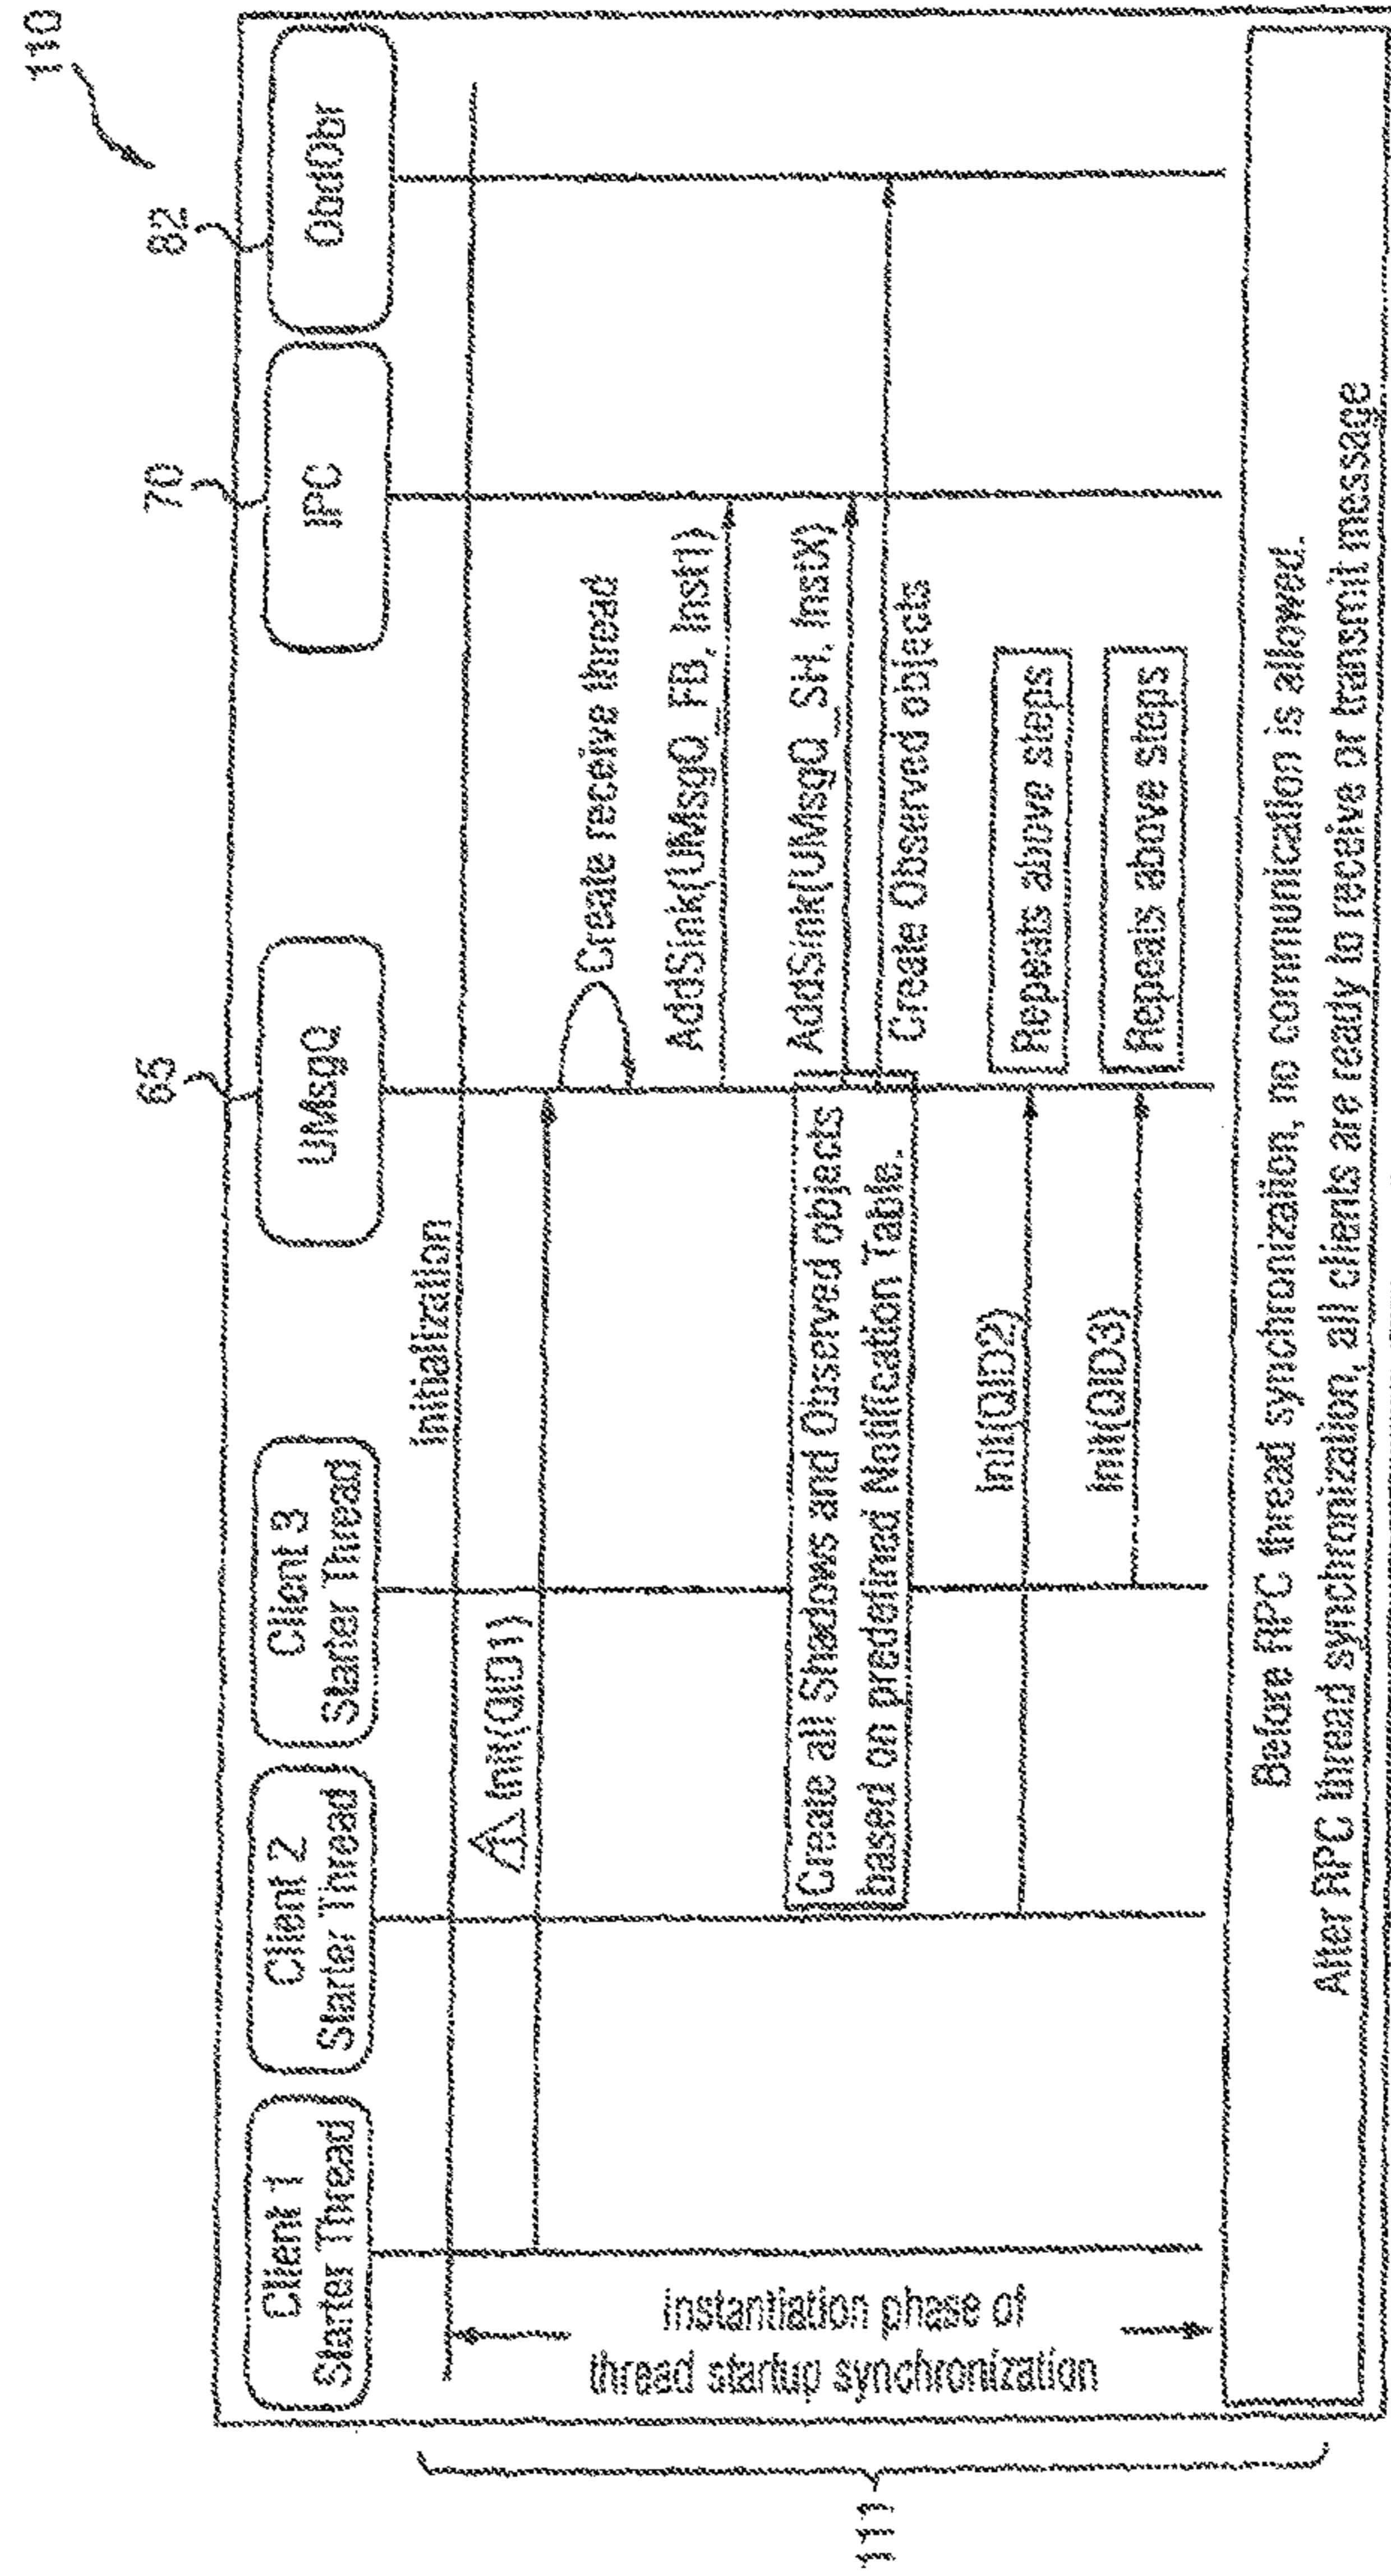 110
65
70
82
Client 1
Starter Thread
Client 2
Starter Thread
Client 3
Starter Thread
UMsgQ
IPC
ObdObr
Initialization
Init(QID1)
Create receive thread
AddSink(UMsgQ_FB, Inst1)
AddSink(UMsgQ_SH, InstX)
Create all Shadows and Observed objects
based on predefined Notification Table.
Create Observed objects
Init(QID2)
Repeats above steps
Init(QID3)
Repeats above steps
instantiation phase of
thread startup synchronization
111
Before RPC thread synchronization, no communication is allowed.
After RPC thread synchronization, all clients are ready to receive or transmit message